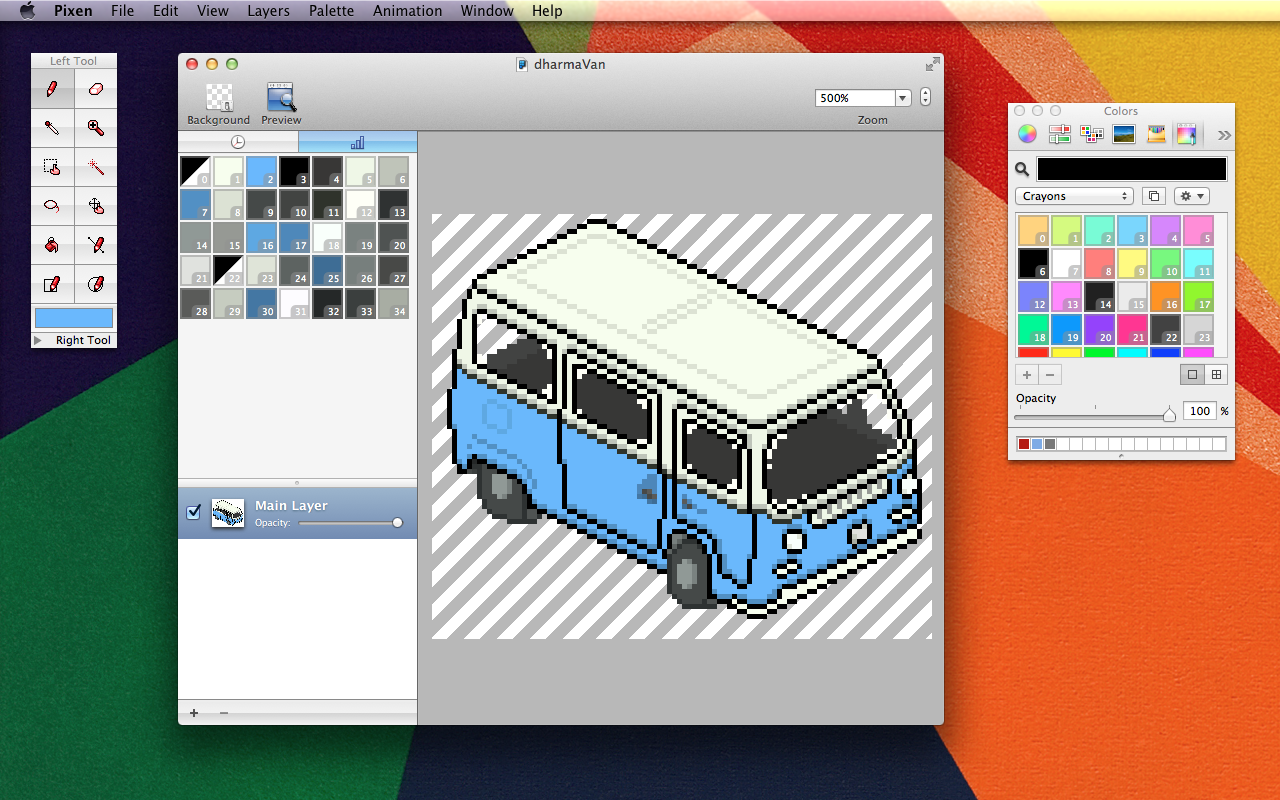 Pixen File Edit View Layers Palette Animation Window Help
Left Tool
Right Tool
dharmaVan
Background Preview
500%
Zoom
0 1 2 3 4 5 6
7 8 9 10 11 12 13
14 15 16 17 18 19 20
21 22 23 24 25 26 27
28 29 30 31 32 33 34
Main Layer
Opacity:
Colors
Crayons
0 1 2 3 4 5
6 7 8 9 10 11
12 13 14 15 16 17
18 19 20 21 22 23
Opacity
100 %